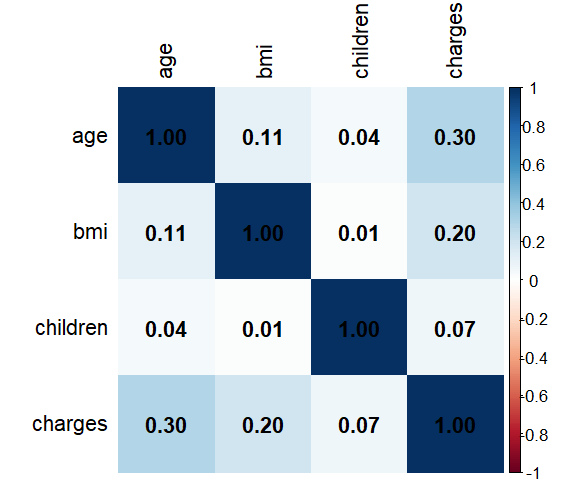 age bmi children charges
age 1.00 0.11 0.04 0.30
bmi 0.11 1.00 0.01 0.20
children 0.04 0.01 1.00 0.07
charges 0.30 0.20 0.07 1.00
1
0.8
0.6
0.4
0.2
0
-0.2
-0.4
-0.6
-0.8
-1